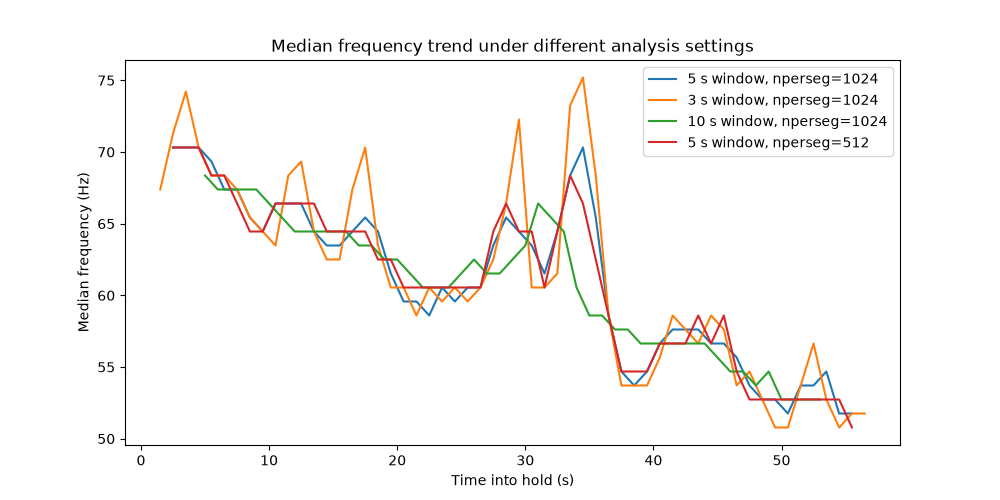 Median frequency trend under different analysis settings
5 s window, nperseg=1024
3 s window, nperseg=1024
10 s window, nperseg=1024
5 s window, nperseg=512
Median frequency (Hz)
75
70
65
60
55
50
0 10 20 30 40 50
Time into hold (s)